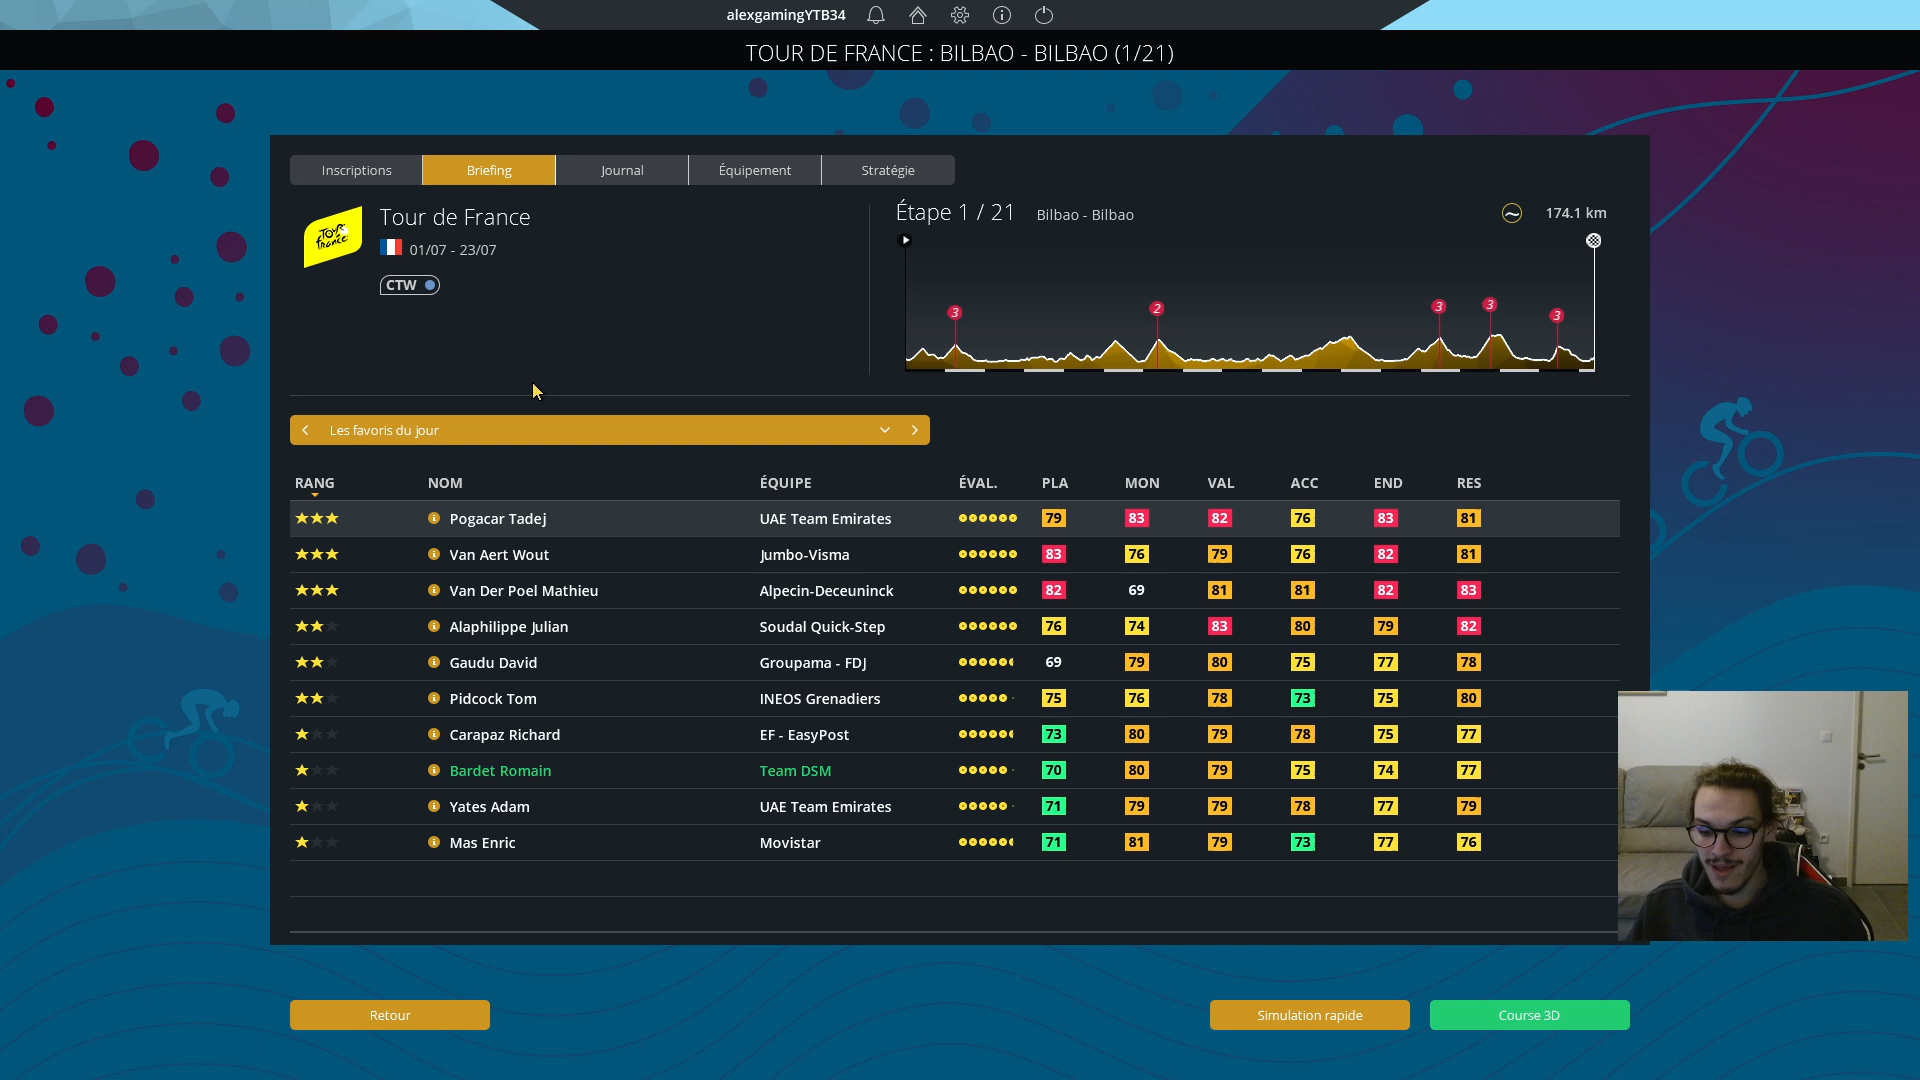 alexgamingYTB34
TOUR DE FRANCE : BILBAO - BILBAO (1/21)
Inscriptions Briefing Journal Équipement Stratégie
Tour de France
Tour de France
01/07 - 23/07
CTW
Étape 1 / 21 Bilbao - Bilbao 174.1 km
3 2 3 3 3
Les favoris du jour
RANG NOM ÉQUIPE ÉVAL. PLA MON VAL ACC END RES
Pogacar Tadej UAE Team Emirates 79 83 82 76 83 81
Van Aert Wout Jumbo-Visma 83 76 79 76 82 81
Van Der Poel Mathieu Alpecin-Deceuninck 82 69 81 81 82 83
Alaphilippe Julian Soudal Quick-Step 76 74 83 80 79 82
Gaudu David Groupama - FDJ 69 79 80 75 77 78
Pidcock Tom INEOS Grenadiers 75 76 78 73 75 80
Carapaz Richard EF - EasyPost 73 80 79 78 75 77
Bardet Romain Team DSM 70 80 79 75 74 77
Yates Adam UAE Team Emirates 71 79 79 78 77 79
Mas Enric Movistar 71 81 79 73 77 76
Retour Simulation rapide Course 3D